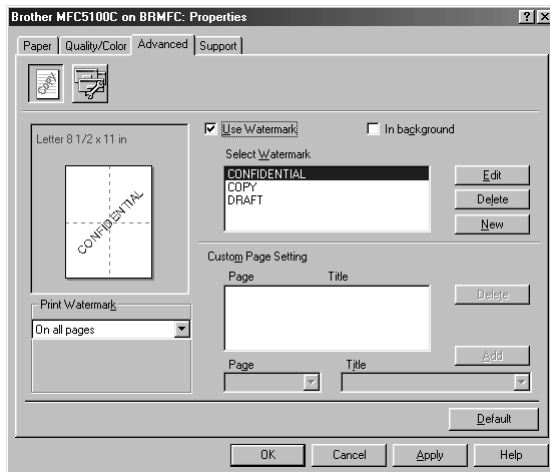 Brother MFC5100C on BRMFC: Properties
Paper Quality/Color Advanced Support
COPY
Letter 8 1/2 x 11 in
CONFIDENTIAL
Print Watermark
On all pages
Use Watermark In background
Select Watermark
CONFIDENTIAL
COPY
DRAFT
Edit
Delete
New
Custom Page Setting
Page Title
Delete
Add
Page Title
Default
OK Cancel Apply Help